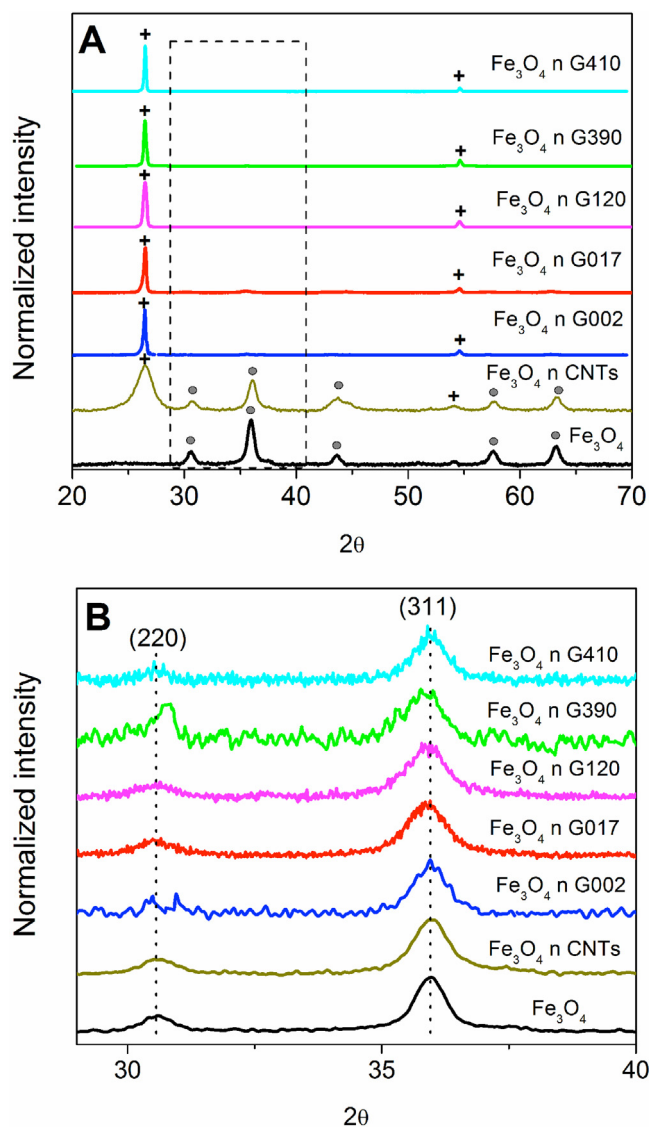 A
Normalized intensity
+
+
Fe₃O₄ n G410
+
+
Fe₃O₄ n G390
+
+
Fe₃O₄ n G120
+
+
Fe₃O₄ n G017
+
+
Fe₃O₄ n G002
+
+
Fe₃O₄ n CNTs
Fe₃O₄
20 30 40 50 60 70
2θ
B
Normalized intensity
(220) (311)
Fe₃O₄ n G410
Fe₃O₄ n G390
Fe₃O₄ n G120
Fe₃O₄ n G017
Fe₃O₄ n G002
Fe₃O₄ n CNTs
Fe₃O₄
30 35 40
2θ